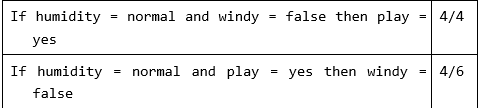 If humidity = normal and windy = false then play = 4/4
yes
If humidity = normal and play = yes then windy = 4/6
false